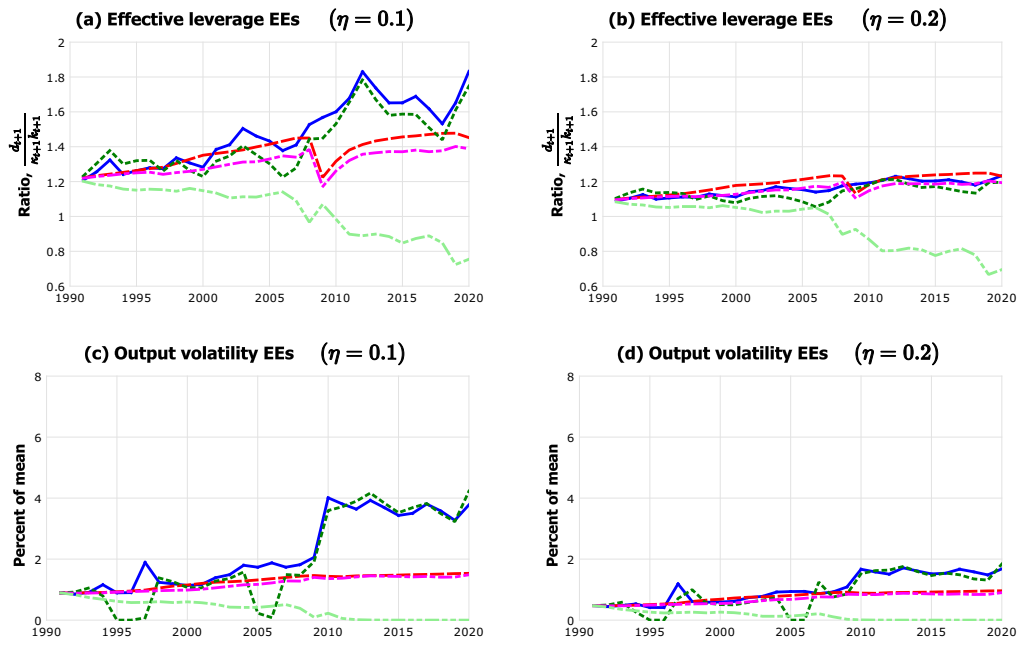 (a) Effective leverage EEs (η = 0.1)
2
1.8
1.6
1.4
1.2
1
0.8
0.6
1990 1995 2000 2005 2010 2015 2020
Ratio, d_{t+1} / κ_{t+1}k_{t+1}
(b) Effective leverage EEs (η = 0.2)
2
1.8
1.6
1.4
1.2
1
0.8
0.6
1990 1995 2000 2005 2010 2015 2020
Ratio, d_{t+1} / κ_{t+1}k_{t+1}
(c) Output volatility EEs (η = 0.1)
8
6
4
2
0
1990 1995 2000 2005 2010 2015 2020
Percent of mean
(d) Output volatility EEs (η = 0.2)
8
6
4
2
0
1990 1995 2000 2005 2010 2015 2020
Percent of mean